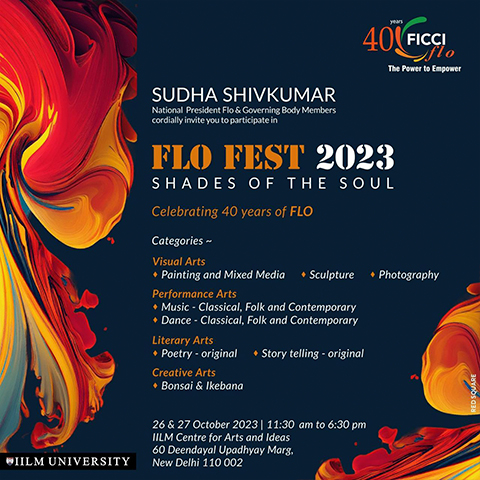 years
40 FICCI
flo
The Power to Empower
SUDHA SHIVKUMAR
National President Flo & Governing Body Members
cordially invite you to participate in
FLO FEST 2023
SHADES OF THE SOUL
Celebrating 40 years of FLO
Categories ~
Visual Arts
♦ Painting and Mixed Media ♦ Sculpture ♦ Photography
Performance Arts
♦ Music - Classical, Folk and Contemporary
♦ Dance - Classical, Folk and Contemporary
Literary Arts
♦ Poetry - original ♦ Story telling - original
Creative Arts
♦ Bonsai & Ikebana
26 & 27 October 2023 | 11:30 am to 6:30 pm
IILM Centre for Arts and Ideas
60 Deendayal Upadhyay Marg,
New Delhi 110 002
IILM UNIVERSITY
REDSQUARE